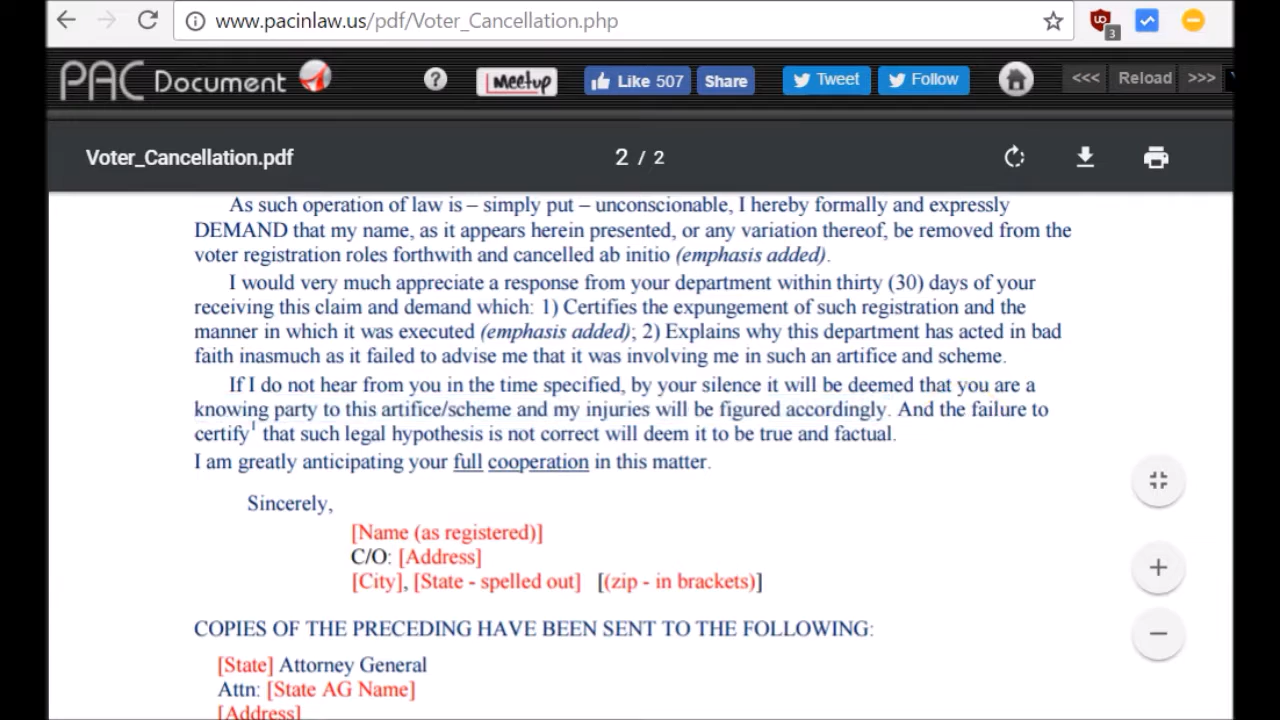 www.pacinlaw.us/pdf/Voter_Cancellation.php
3
PAC Document
?
Meetup
Like 507
Share
Tweet
Follow
<<<
Reload
>>>
Voter_Cancellation.pdf
2 / 2
As such operation of law is – simply put – unconscionable, I hereby formally and expressly
DEMAND that my name, as it appears herein presented, or any variation thereof, be removed from the
voter registration roles forthwith and cancelled ab initio (emphasis added).
I would very much appreciate a response from your department within thirty (30) days of your
receiving this claim and demand which: 1) Certifies the expungement of such registration and the
manner in which it was executed (emphasis added); 2) Explains why this department has acted in bad
faith inasmuch as it failed to advise me that it was involving me in such an artifice and scheme.
If I do not hear from you in the time specified, by your silence it will be deemed that you are a
knowing party to this artifice/scheme and my injuries will be figured accordingly. And the failure to
certify¹ that such legal hypothesis is not correct will deem it to be true and factual.
I am greatly anticipating your full cooperation in this matter.
Sincerely,
[Name (as registered)]
C/O: [Address]
[City], [State - spelled out] [(zip - in brackets)]
COPIES OF THE PRECEDING HAVE BEEN SENT TO THE FOLLOWING:
[State] Attorney General
Attn: [State AG Name]
[Address]